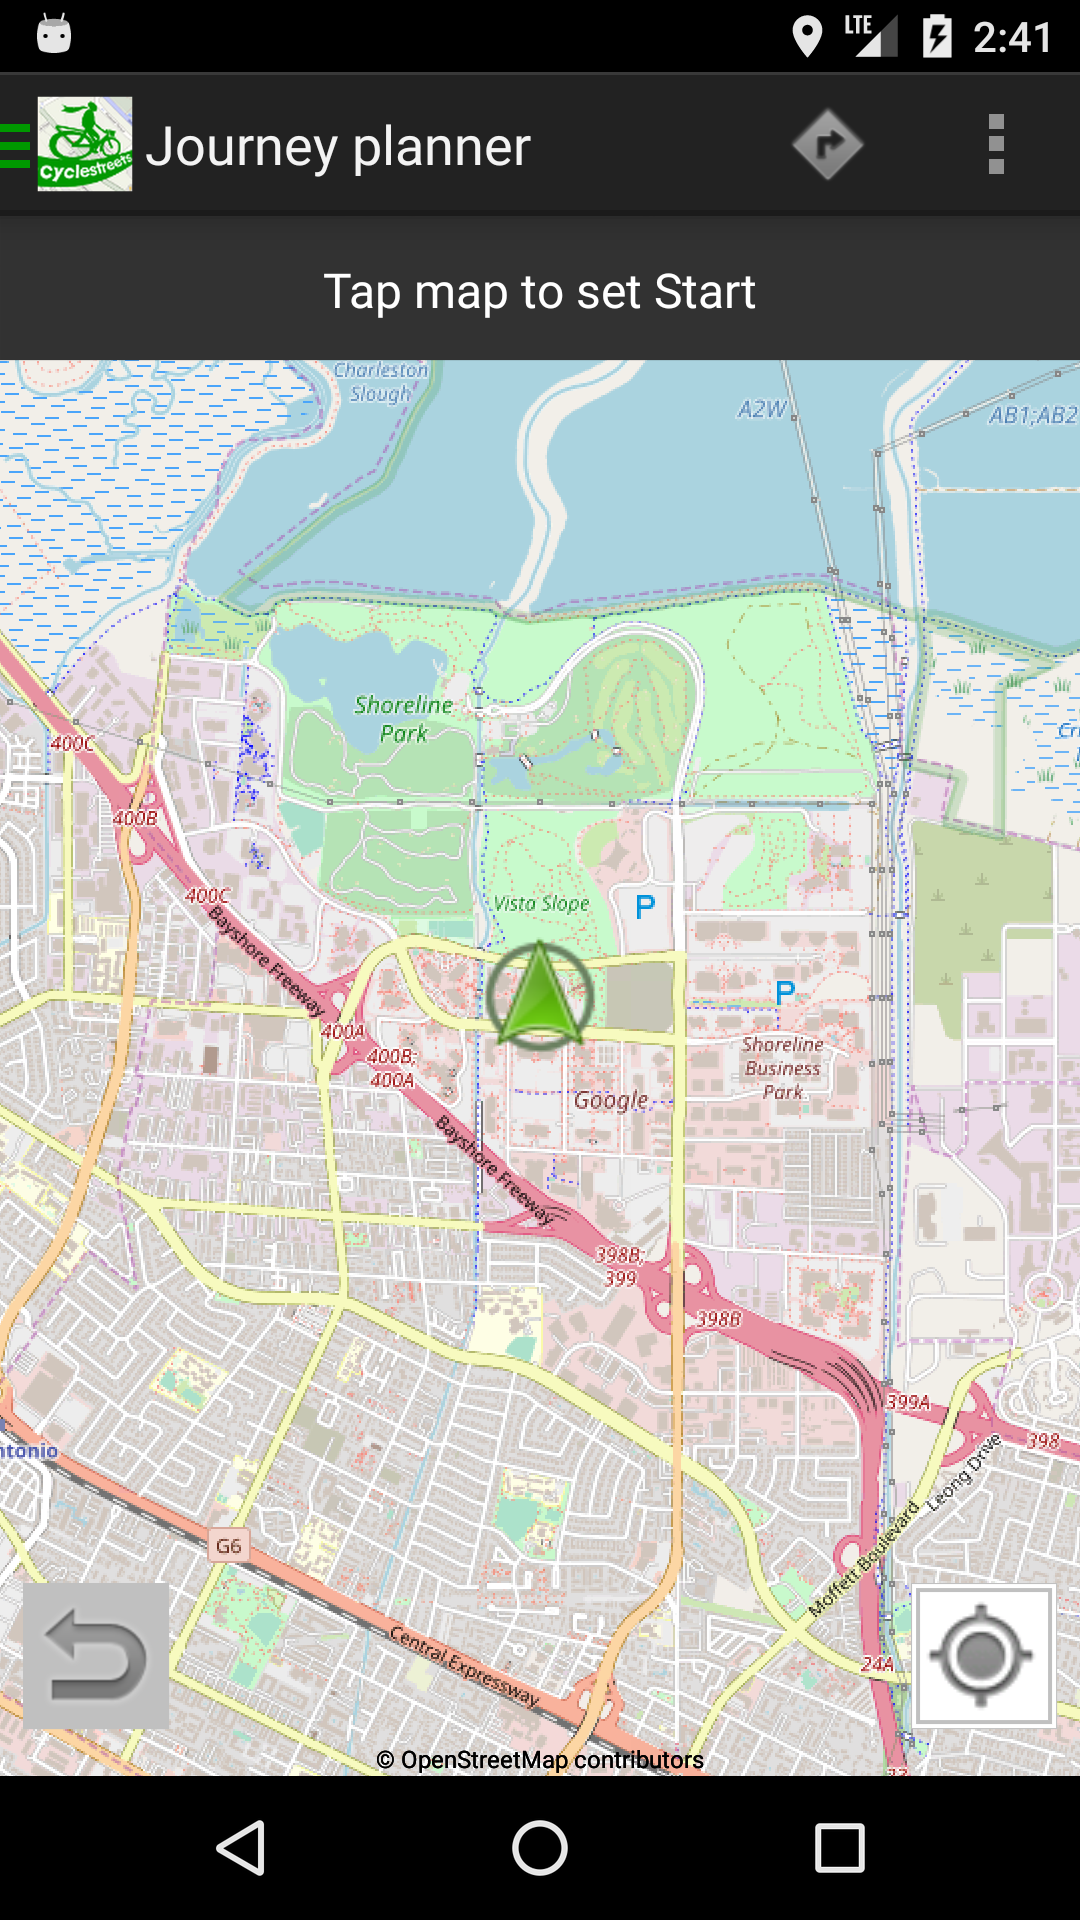 LTE 2:41
cyclestreets
Journey planner
Tap map to set Start
Charleston
Slough
A2W
AB1;AB2
Shoreline
Park
400C
400B
400C
Vista Slope
P
Bayshore Freeway
P
400A
400B;
400A
Shoreline
Business
Park
Google
Bayshore Freeway
398B;
399
398B
399A
398
Leong Drive
G6
Moffett Boulevard
Central Expressway
24A
© OpenStreetMap contributors